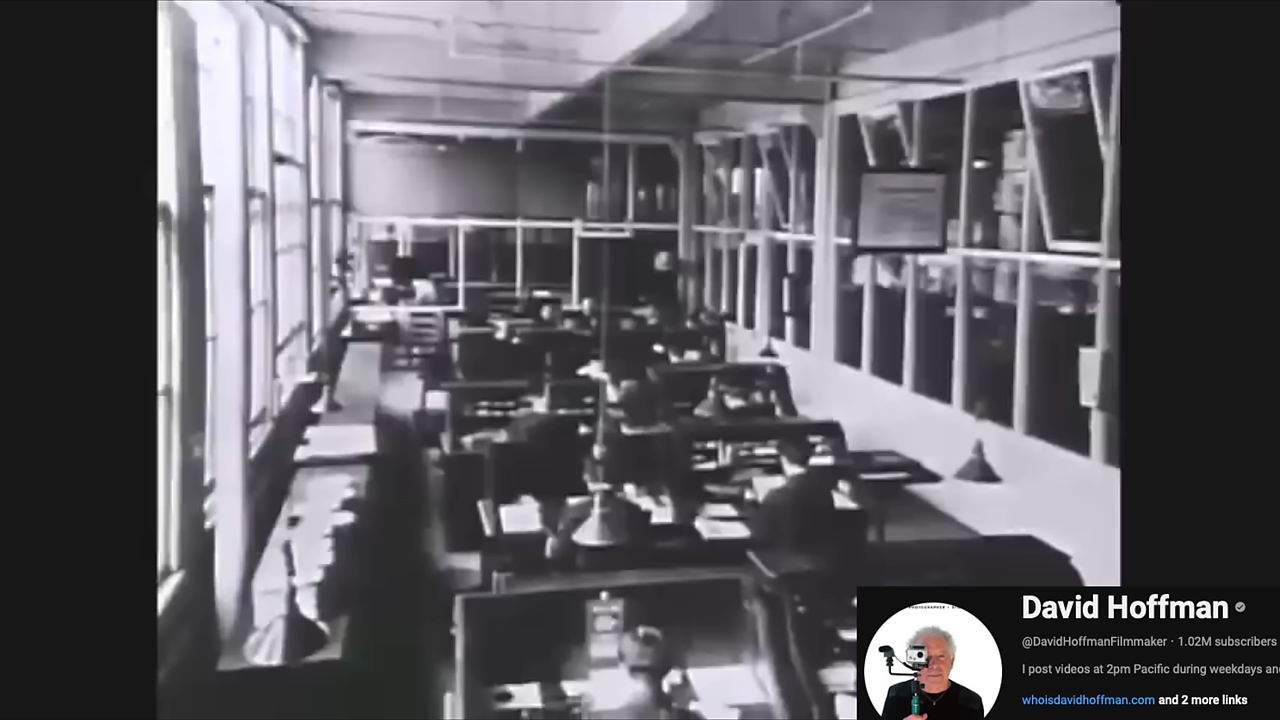 David Hoffman
@DavidHoffmanFilmmaker · 1.02M subscribers
I post videos at 2pm Pacific during weekdays an
whoisdavidhoffman.com and 2 more links